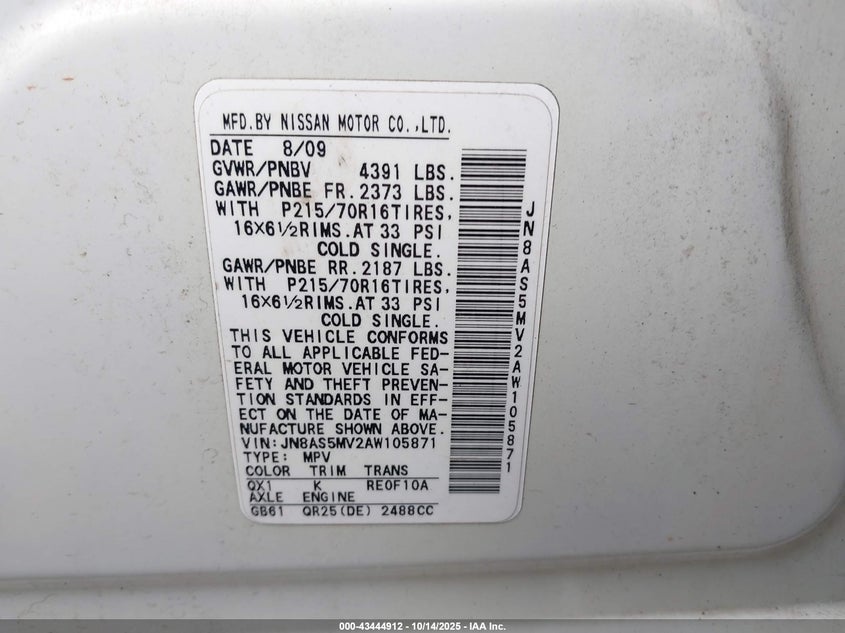 MFD.BY NISSAN MOTOR CO.,LTD.
DATE 8/09
GVWR/PNBV 4391 LBS.
GAWR/PNBE FR. 2373 LBS.
WITH P215/70R16TIRES,
16X6½RIMS.AT 33 PSI
COLD SINGLE.
GAWR/PNBE RR. 2187 LBS.
WITH P215/70R16TIRES,
16X6½RIMS.AT 33 PSI
COLD SINGLE.
THIS VEHICLE CONFORMS
TO ALL APPLICABLE FED-
ERAL MOTOR VEHICLE SA-
FETY AND THEFT PREVEN-
TION STANDARDS IN EFF-
ECT ON THE DATE OF MA-
NUFACTURE SHOWN ABOVE.
VIN:JN8AS5MV2AW105871
TYPE: MPV
COLOR TRIM TRANS
QX1 K RE0F10A
AXLE ENGINE
GB61 QR25(DE) 2488CC
JN8AS5MV2AW105871
000-43444912 - 10/14/2025 - IAA Inc.